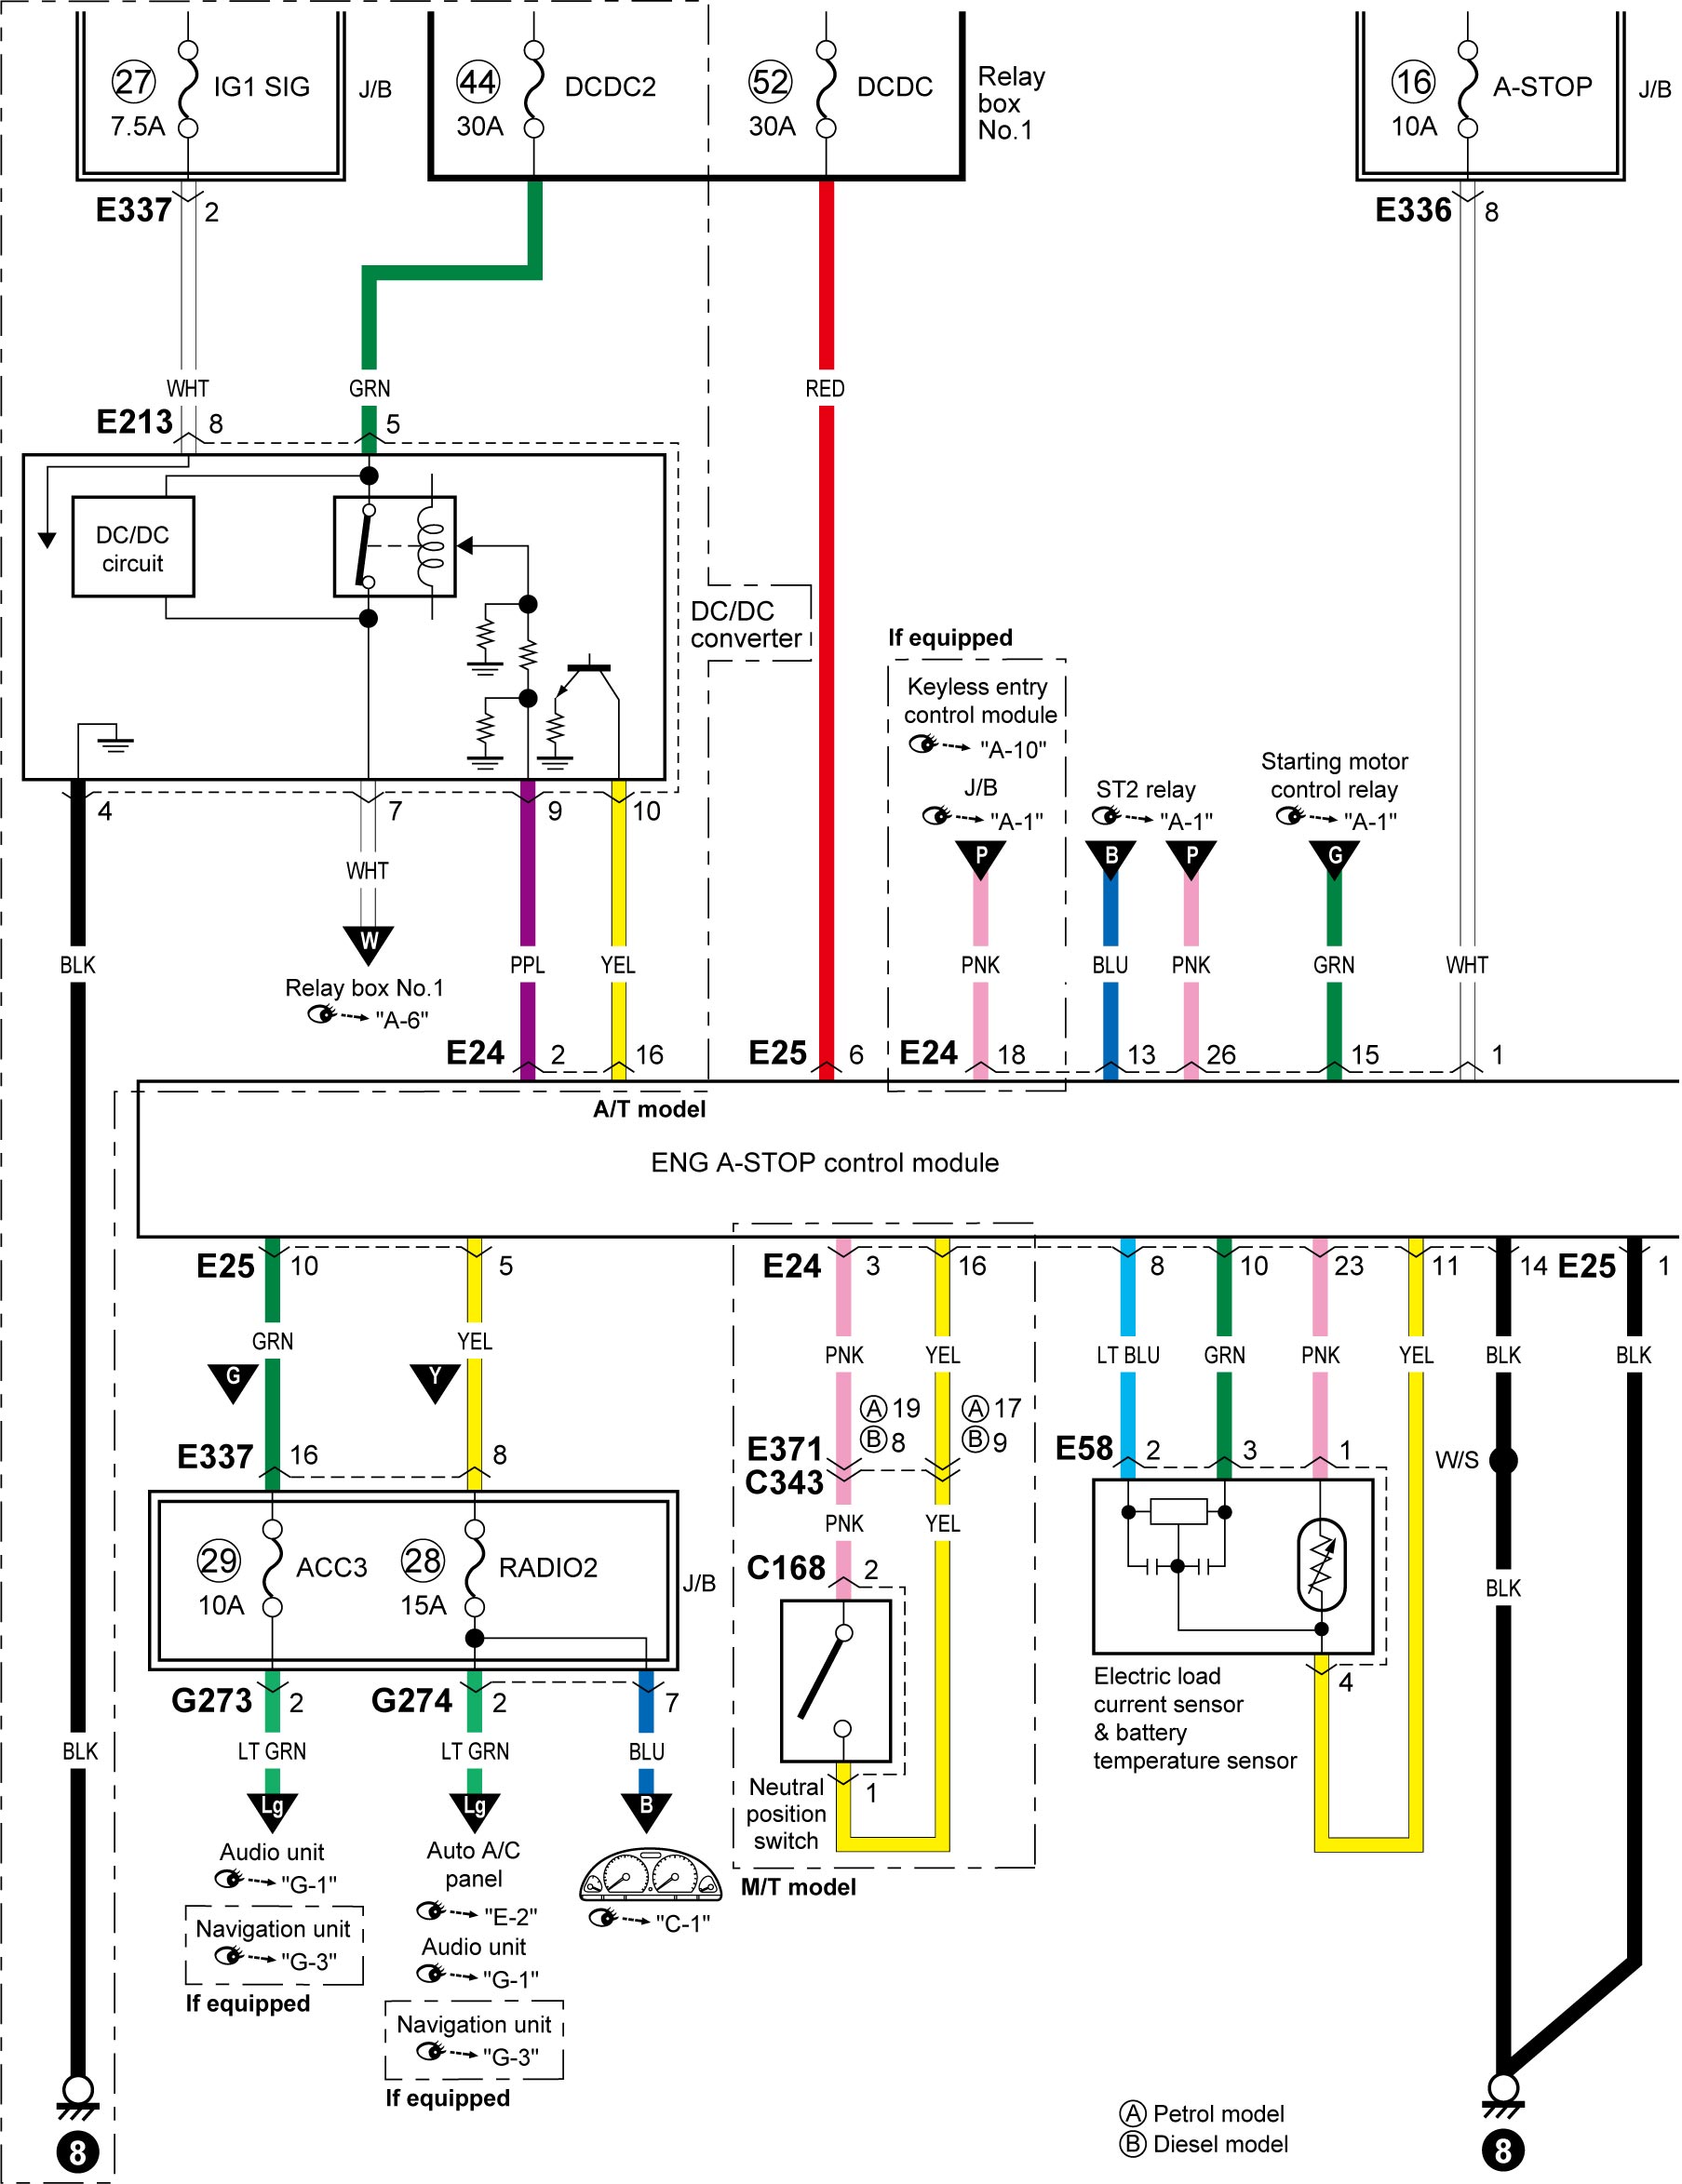 27
IG1 SIG
7.5A
J/B
44
DCDC2
30A
52
DCDC
30A
Relay
box
No.1
16
A-STOP
10A
J/B
E337 2
E336 8
WHT
GRN
RED
E213 8
5
DC/DC
circuit
DC/DC
converter
If equipped
Keyless entry
control module
"A-10"
J/B
"A-1"
P
ST2 relay
"A-1"
B
P
Starting motor
control relay
"A-1"
G
4
7
9
10
WHT
W
Relay box No.1
"A-6"
BLK
PPL
YEL
PNK
BLU
PNK
GRN
WHT
E24 2
16
E25 6
E24 18
13
26
15
1
A/T model
ENG A-STOP control module
E25 10
5
E24 3
16
8
10
23
11
14
E25 1
GRN
YEL
G
Y
PNK
YEL
LT BLU
GRN
PNK
YEL
BLK
BLK
A 19
B 8
A 17
B 9
E337 16
8
E371
C343
E58 2
3
1
W/S
PNK
YEL
29
ACC3
10A
28
RADIO2
15A
J/B
C168 2
BLK
G273 2
G274 2
7
1
4
Electric load
current sensor
& battery
temperature sensor
BLK
LT GRN
LT GRN
BLU
Neutral
position
switch
Lg
Lg
B
M/T model
Audio unit
"G-1"
Navigation unit
"G-3"
If equipped
Auto A/C
panel
"E-2"
Audio unit
"G-1"
Navigation unit
"G-3"
If equipped
"C-1"
A Petrol model
B Diesel model
8
8